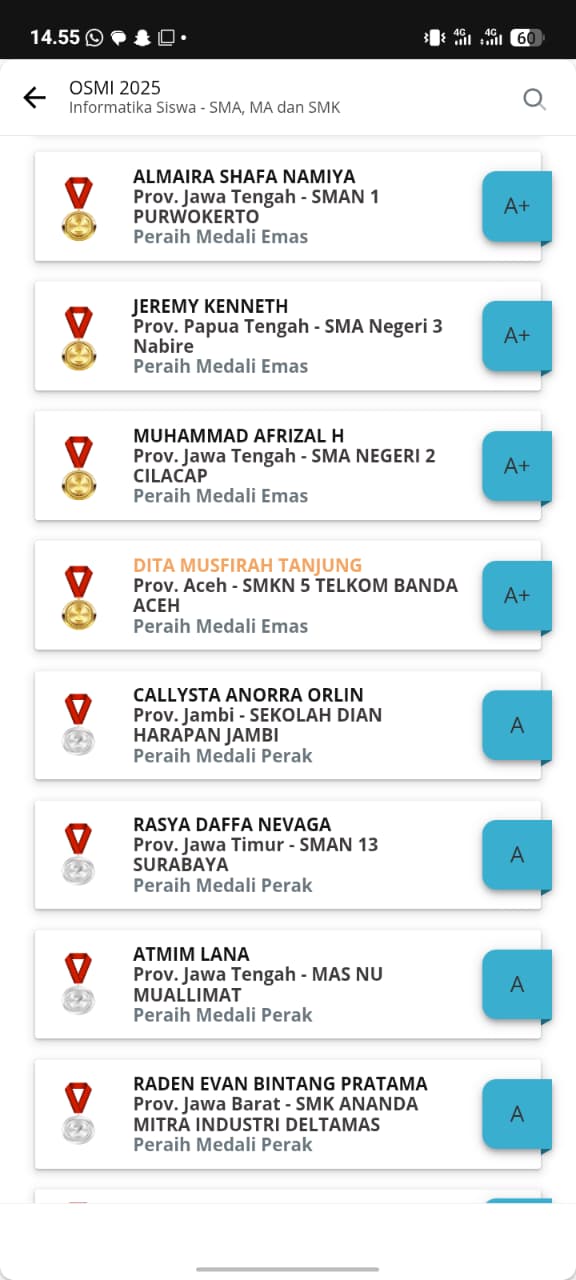 14.55
4G
4G
60
OSMI 2025
Informatika Siswa - SMA, MA dan SMK
ALMAIRA SHAFA NAMIYA
Prov. Jawa Tengah - SMAN 1
PURWOKERTO
Peraih Medali Emas
A+
JEREMY KENNETH
Prov. Papua Tengah - SMA Negeri 3
Nabire
Peraih Medali Emas
A+
MUHAMMAD AFRIZAL H
Prov. Jawa Tengah - SMA NEGERI 2
CILACAP
Peraih Medali Emas
A+
DITA MUSFIRAH TANJUNG
Prov. Aceh - SMKN 5 TELKOM BANDA
ACEH
Peraih Medali Emas
A+
CALLYSTA ANORRA ORLIN
Prov. Jambi - SEKOLAH DIAN
HARAPAN JAMBI
Peraih Medali Perak
A
RASYA DAFFA NEVAGA
Prov. Jawa Timur - SMAN 13
SURABAYA
Peraih Medali Perak
A
ATMIM LANA
Prov. Jawa Tengah - MAS NU
MUALLIMAT
Peraih Medali Perak
A
RADEN EVAN BINTANG PRATAMA
Prov. Jawa Barat - SMK ANANDA
MITRA INDUSTRI DELTAMAS
Peraih Medali Perak
A